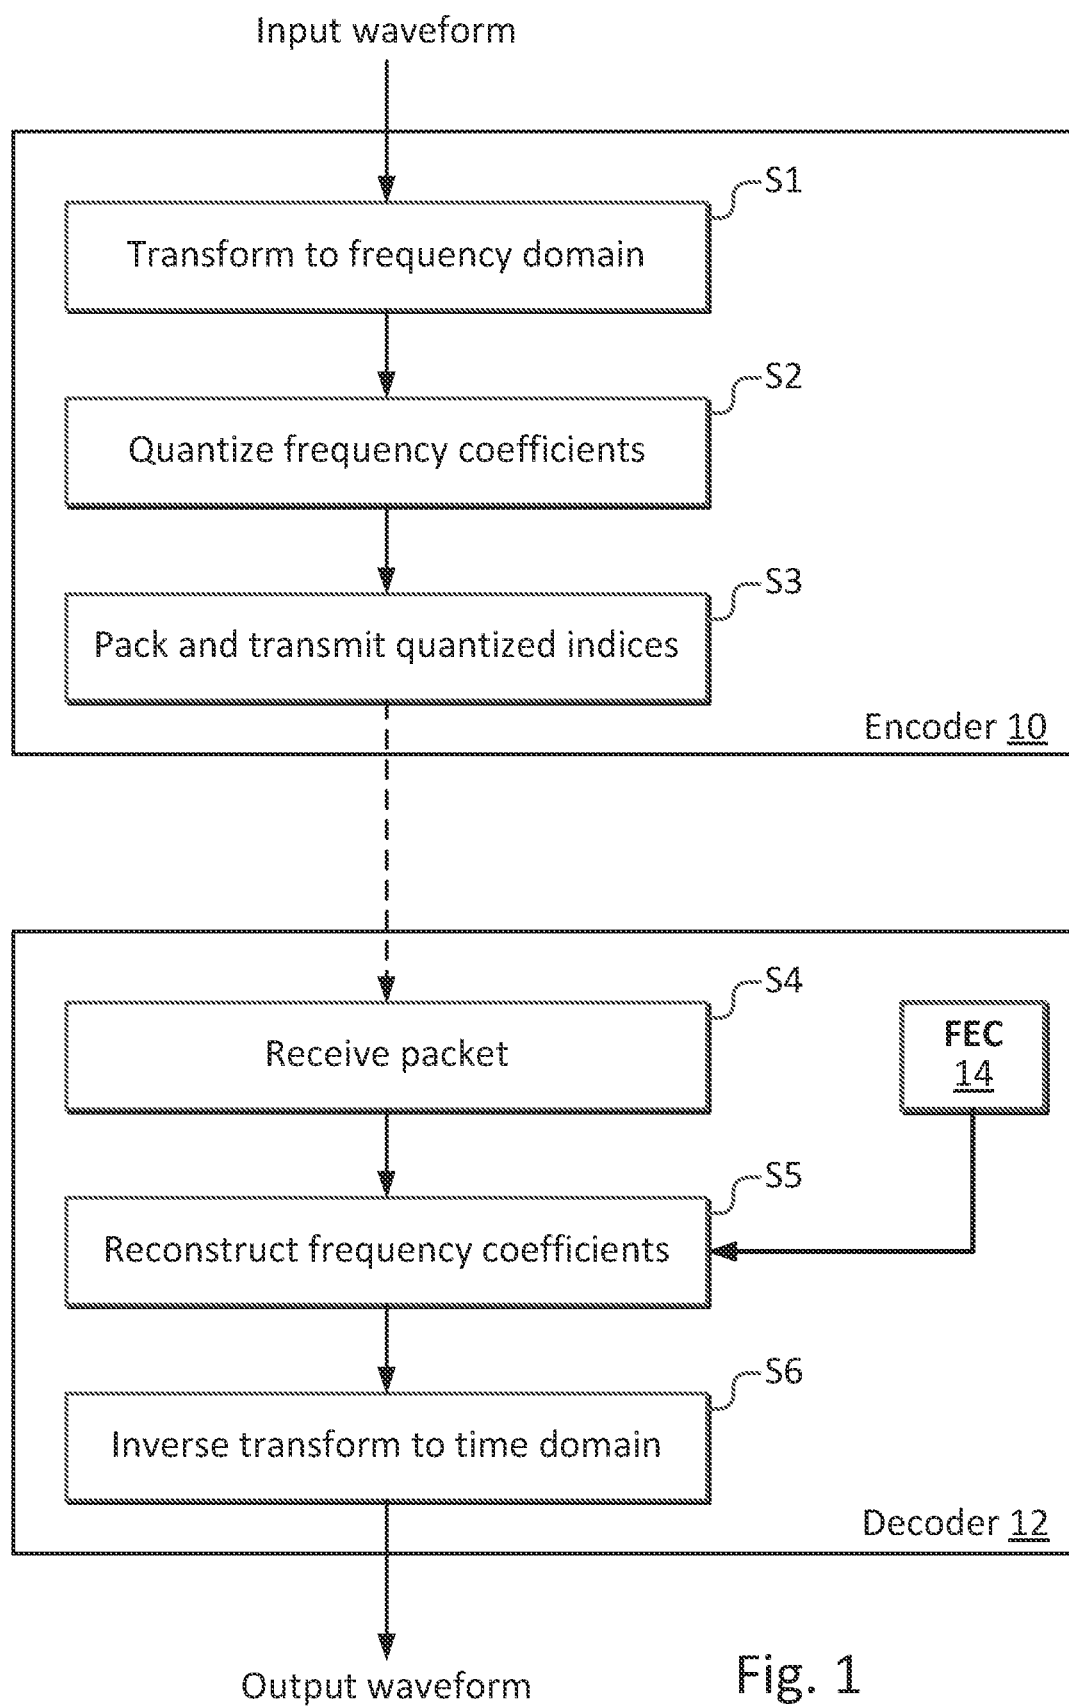 Input waveform
S1
Transform to frequency domain
S2
Quantize frequency coefficients
S3
Pack and transmit quantized indices
Encoder 10
S4
Receive packet
FEC
14
S5
Reconstruct frequency coefficients
S6
Inverse transform to time domain
Decoder 12
Output waveform
Fig. 1